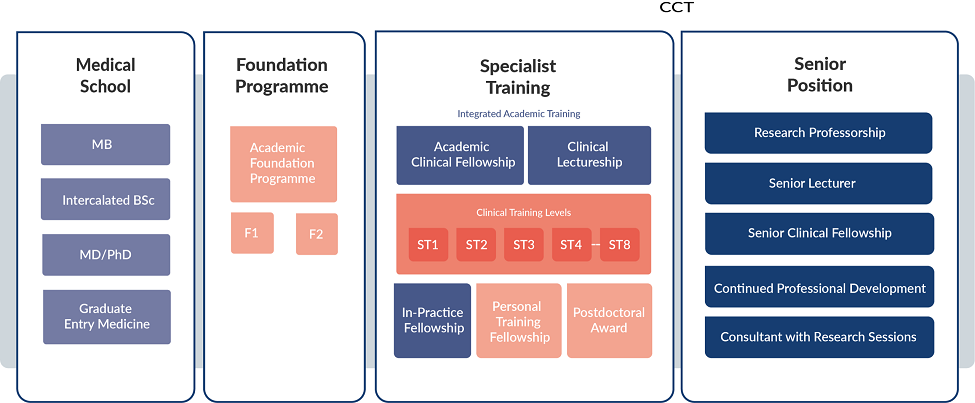 CCT
Medical
School
MB
Intercalated BSc
MD/PhD
Graduate
Entry Medicine
Foundation
Programme
Academic
Foundation
Programme
F1
F2
Specialist
Training
Integrated Academic Training
Academic
Clinical Fellowship
Clinical
Lectureship
Clinical Training Levels
ST1
ST2
ST3
ST4
ST8
In-Practice
Fellowship
Personal
Training
Fellowship
Postdoctoral
Award
Senior
Position
Research Professorship
Senior Lecturer
Senior Clinical Fellowship
Continued Professional Development
Consultant with Research Sessions